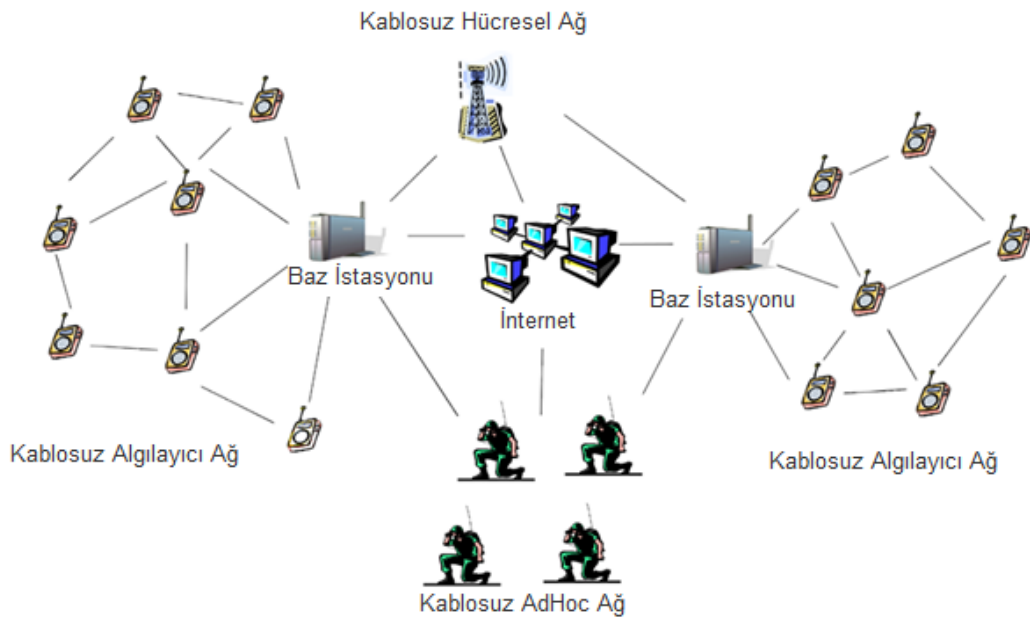 Kablosuz Hücresel Ağ
Baz İstasyonu
İnternet
Baz İstasyonu
Kablosuz Algılayıcı Ağ
Kablosuz Algılayıcı Ağ
Kablosuz AdHoc Ağ